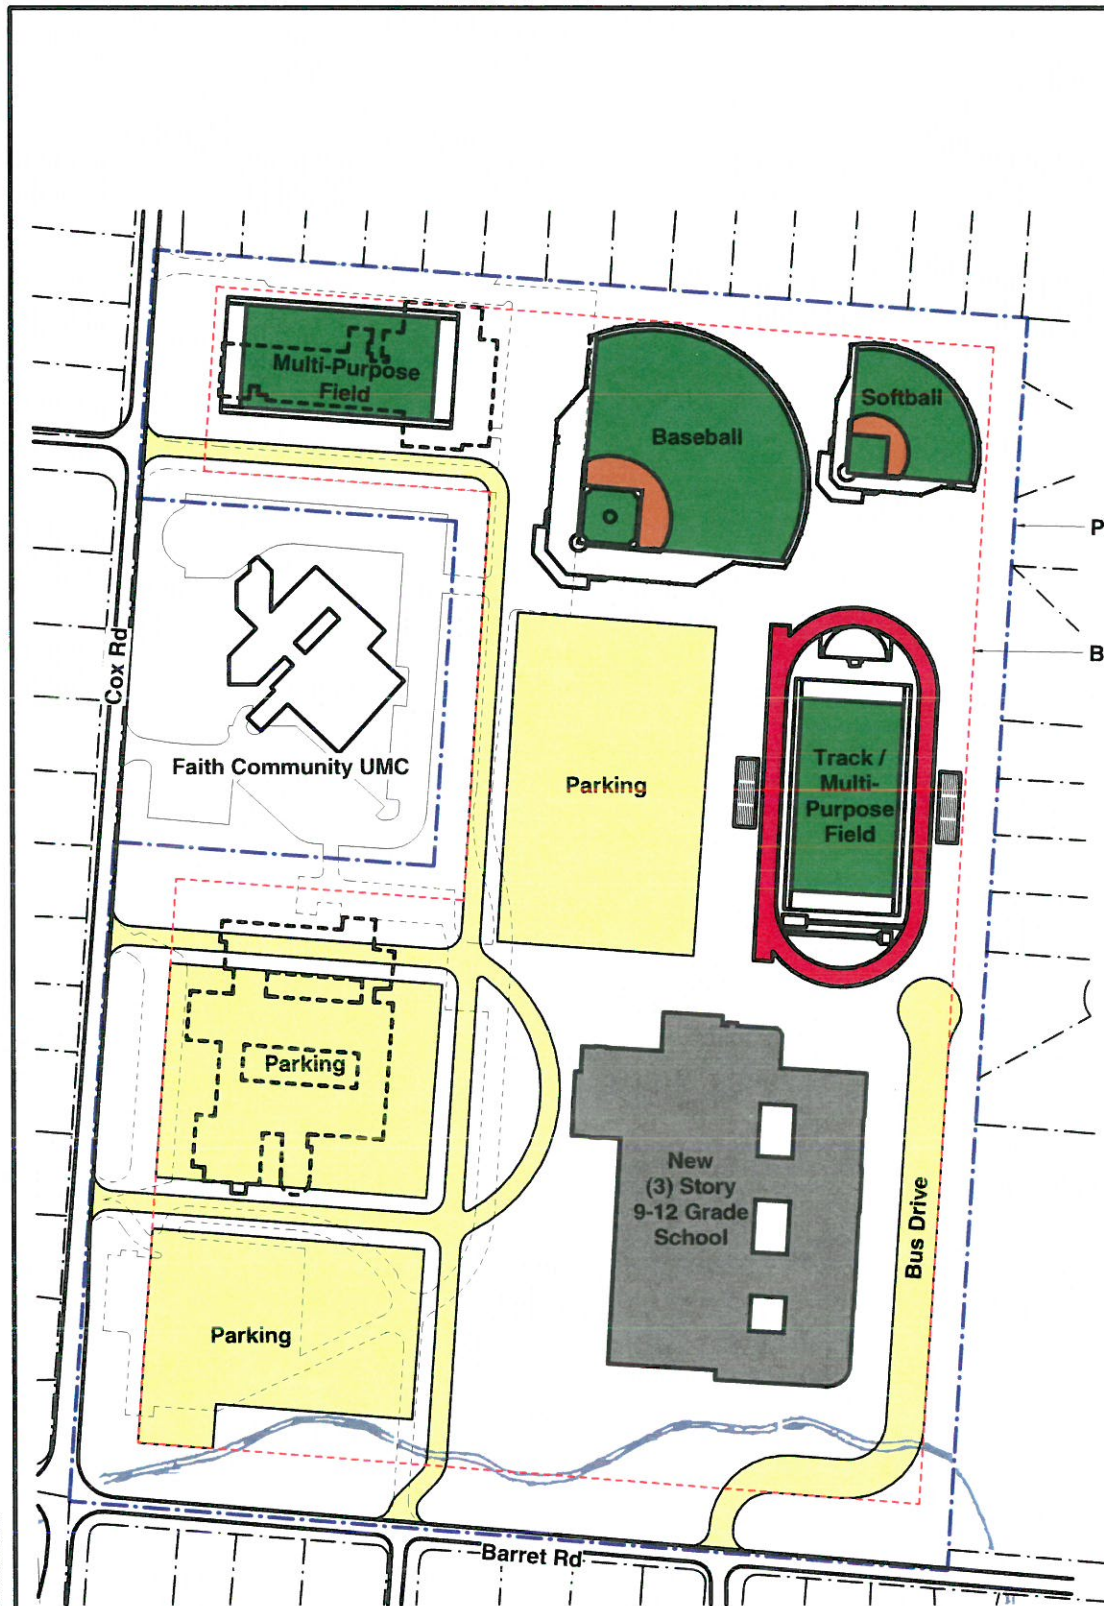 Multi-Purpose
Field
Baseball
Softball
P
B
Cox Rd
Faith Community UMC
Parking
Track /
Multi-
Purpose
Field
Parking
New
(3) Story
9-12 Grade
School
Bus Drive
Parking
Barret Rd